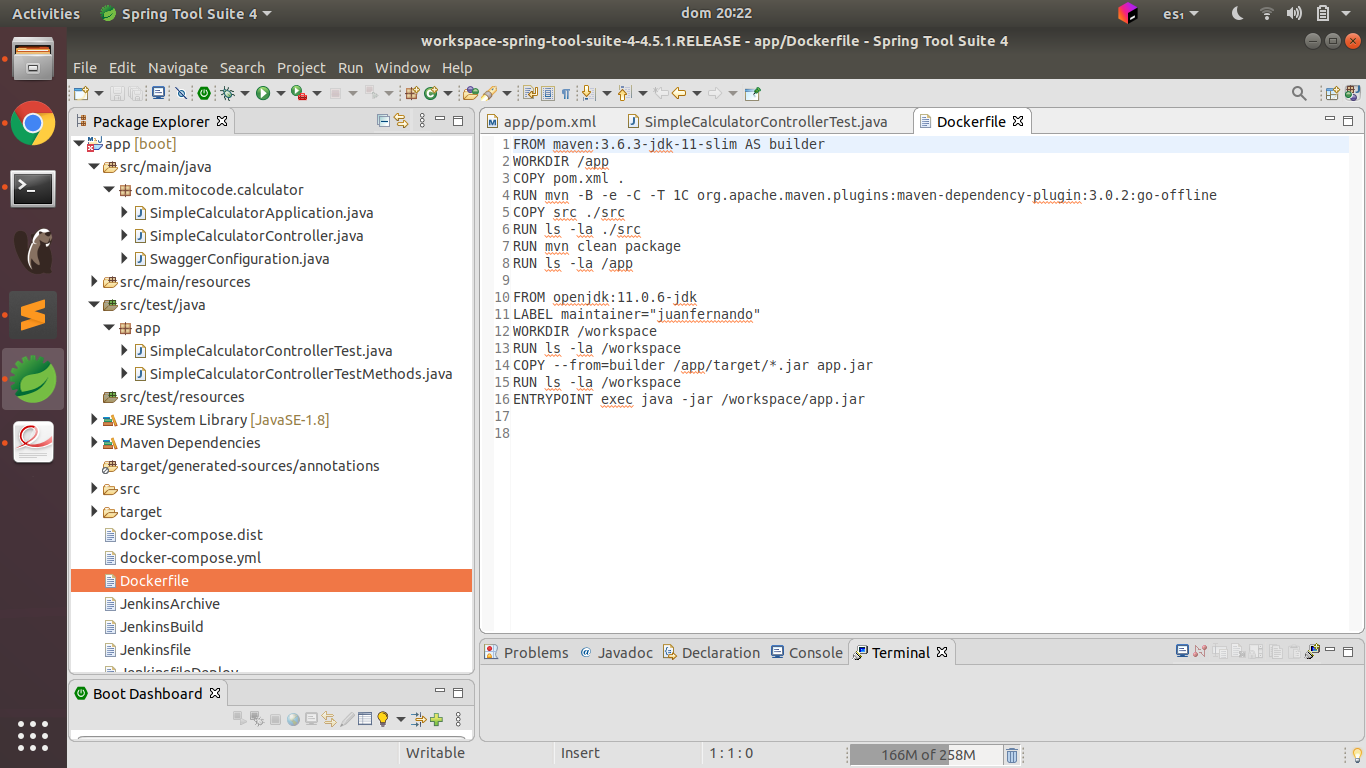 Activities Spring Tool Suite 4 dom 20:22 es₁
workspace-spring-tool-suite-4-4.5.1.RELEASE - app/Dockerfile - Spring Tool Suite 4
File Edit Navigate Search Project Run Window Help
Package Explorer
app [boot]
src/main/java
com.mitocode.calculator
SimpleCalculatorApplication.java
SimpleCalculatorController.java
SwaggerConfiguration.java
src/main/resources
src/test/java
app
SimpleCalculatorControllerTest.java
SimpleCalculatorControllerTestMethods.java
src/test/resources
JRE System Library [JavaSE-1.8]
Maven Dependencies
target/generated-sources/annotations
src
target
docker-compose.dist
docker-compose.yml
Dockerfile
JenkinsArchive
JenkinsBuild
Jenkinsfile
JenkinsfileDeploy
Boot Dashboard
app/pom.xml SimpleCalculatorControllerTest.java Dockerfile
1 FROM maven:3.6.3-jdk-11-slim AS builder
2 WORKDIR /app
3 COPY pom.xml .
4 RUN mvn -B -e -C -T 1C org.apache.maven.plugins:maven-dependency-plugin:3.0.2:go-offline
5 COPY src ./src
6 RUN ls -la ./src
7 RUN mvn clean package
8 RUN ls -la /app
9
10 FROM openjdk:11.0.6-jdk
11 LABEL maintainer="juanfernando"
12 WORKDIR /workspace
13 RUN ls -la /workspace
14 COPY --from=builder /app/target/*.jar app.jar
15 RUN ls -la /workspace
16 ENTRYPOINT exec java -jar /workspace/app.jar
17
18
Problems @ Javadoc Declaration Console Terminal
Writable Insert 1 : 1 : 0 166M of 258M